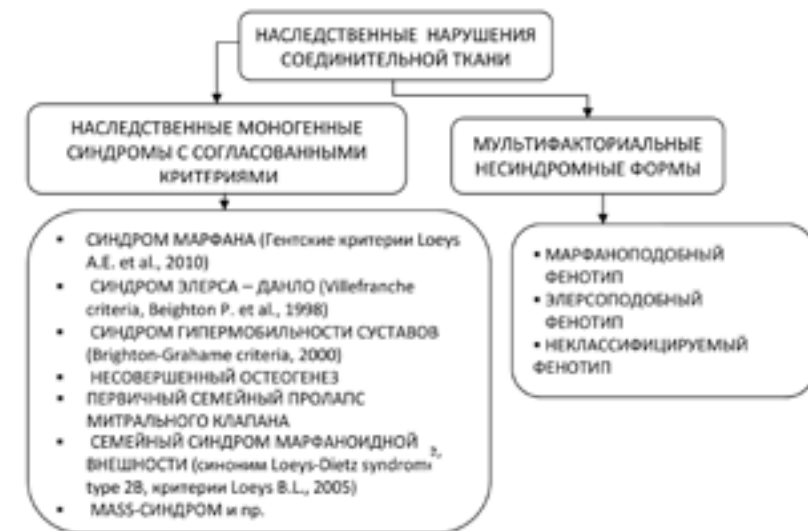 НАСЛЕДСТВЕННЫЕ НАРУШЕНИЯ
СОЕДИНИТЕЛЬНОЙ ТКАНИ
НАСЛЕДСТВЕННЫЕ МОНОГЕННЫЕ
СИНДРОМЫ С СОГЛАСОВАННЫМИ
КРИТЕРИЯМИ
МУЛЬТИФАКТОРИАЛЬНЫЕ
НЕСИНДРОМНЫЕ ФОРМЫ
▪ СИНДРОМ МАРФАНА (Гентские критерии Loeys
A.E. et al., 2010)
▪ СИНДРОМ ЭЛЕРСА – ДАНЛО (Villefranche
criteria, Beighton P. et al., 1998)
▪ СИНДРОМ ГИПЕРМОБИЛЬНОСТИ СУСТАВОВ
(Brighton-Grahame criteria, 2000)
▪ НЕСОВЕРШЕННЫЙ ОСТЕОГЕНЕЗ
▪ ПЕРВИЧНЫЙ СЕМЕЙНЫЙ ПРОЛАПС
МИТРАЛЬНОГО КЛАПАНА
▪ СЕМЕЙНЫЙ СИНДРОМ МАРФАНОИДНОЙ
ВНЕШНОСТИ (синоним Loeys-Dietz
type 2B, критерии Loeys B.L., 2005)
▪ MASS-СИНДРОМ и пр.
▪ МАРФАНОПОДОБНЫЙ
ФЕНОТИП
▪ ЭЛЕРСОПОДОБНЫЙ
ФЕНОТИП
▪ НЕКЛАССИФИЦИРУЕМЫЙ
ФЕНОТИП